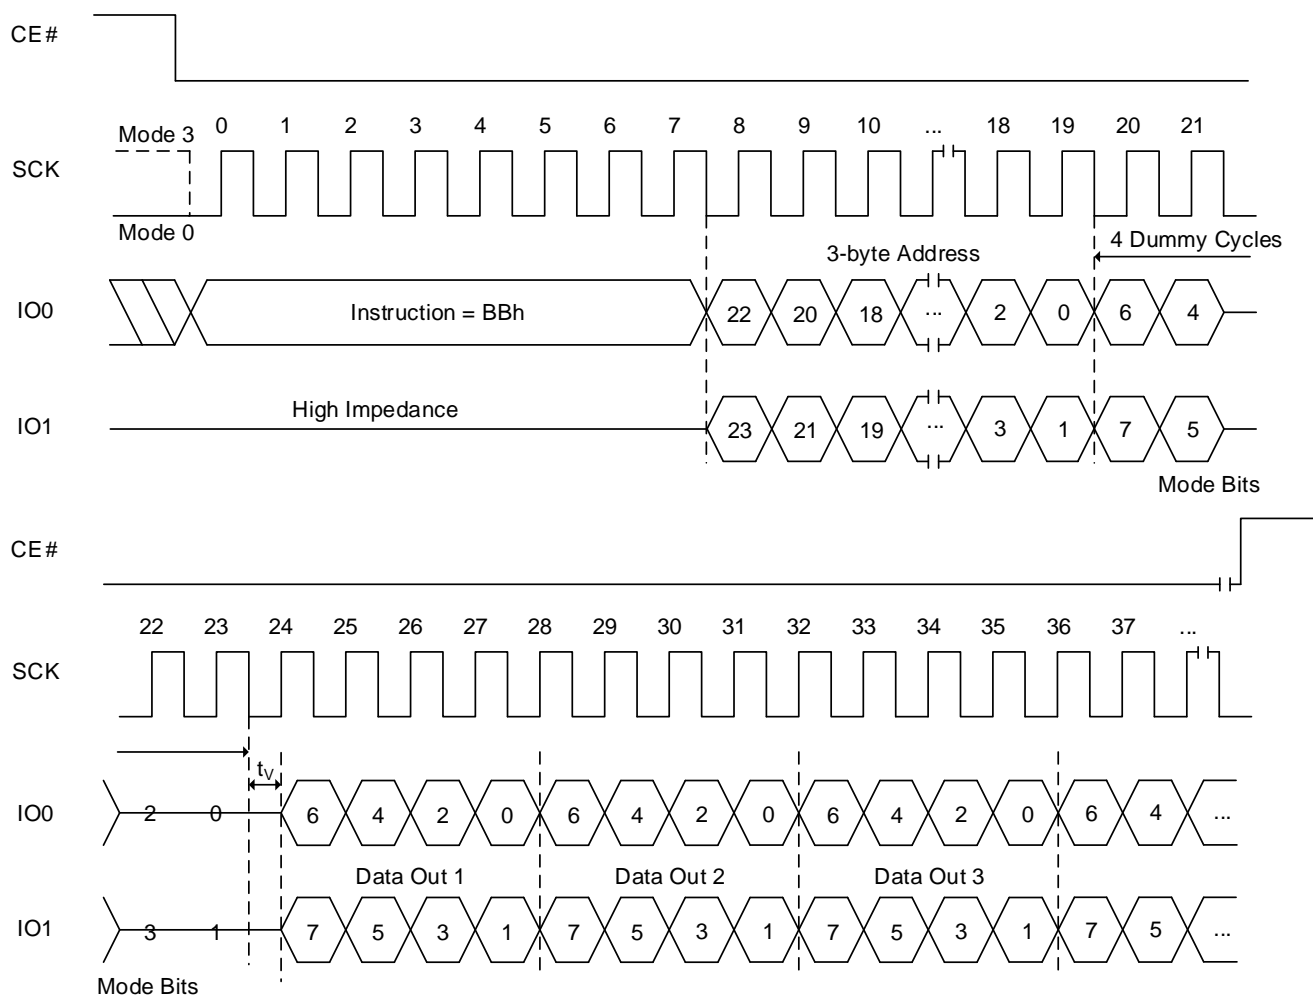 CE#
Mode 3 0 1 2 3 4 5 6 7 8 9 10 ... 18 19 20 21
SCK
Mode 0
3-byte Address 4 Dummy Cycles
IO0 Instruction = BBh 22 20 18 ... 2 0 6 4
High Impedance
IO1 23 21 19 ... 3 1 7 5
Mode Bits
CE#
22 23 24 25 26 27 28 29 30 31 32 33 34 35 36 37 ...
SCK
tV
IO0 2 0 6 4 2 0 6 4 2 0 6 4 2 0 6 4 ...
Data Out 1 Data Out 2 Data Out 3
IO1 3 1 7 5 3 1 7 5 3 1 7 5 3 1 7 5 ...
Mode Bits